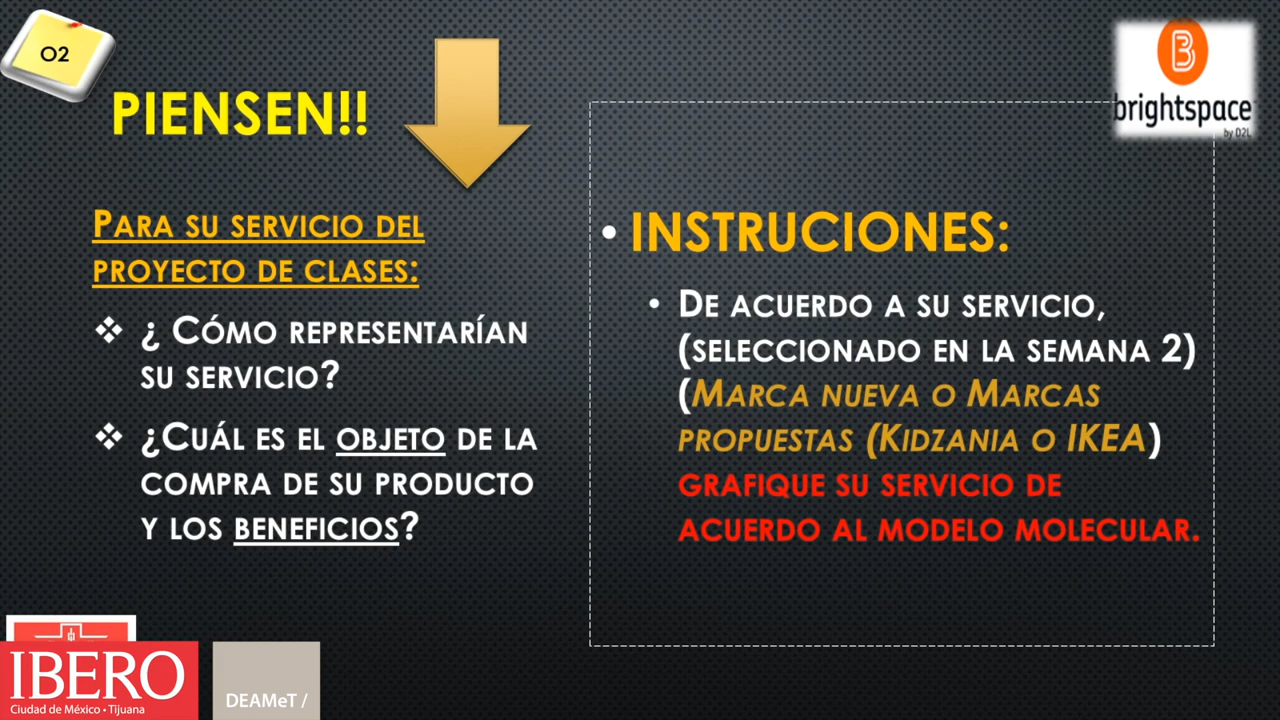 O2
PIENSEN!!
PARA SU SERVICIO DEL
PROYECTO DE CLASES:
¿ CÓMO REPRESENTARÍAN
SU SERVICIO?
¿CUÁL ES EL OBJETO DE LA
COMPRA DE SU PRODUCTO
Y LOS BENEFICIOS?
brightspace
by D2L
• INSTRUCIONES:
• DE ACUERDO A SU SERVICIO,
(SELECCIONADO EN LA SEMANA 2)
(MARCA NUEVA O MARCAS
PROPUESTAS (KIDZANIA O IKEA)
GRAFIQUE SU SERVICIO DE
ACUERDO AL MODELO MOLECULAR.
IBERO
Ciudad de México • Tijuana
DEAMeT /